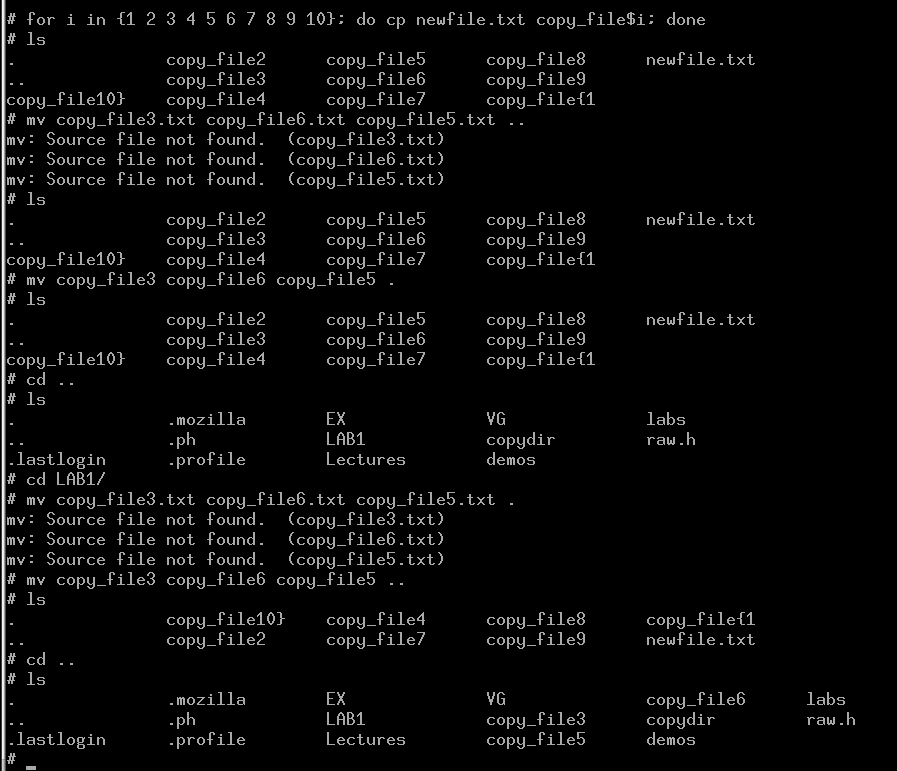 # for i in {1 2 3 4 5 6 7 8 9 10}; do cp newfile.txt copy_file$i; done
# ls
.               copy_file2      copy_file5      copy_file8      newfile.txt
..              copy_file3      copy_file6      copy_file9
copy_file10}    copy_file4      copy_file7      copy_file{1
# mv copy_file3.txt copy_file6.txt copy_file5.txt ..
mv: Source file not found.  (copy_file3.txt)
mv: Source file not found.  (copy_file6.txt)
mv: Source file not found.  (copy_file5.txt)
# ls
.               copy_file2      copy_file5      copy_file8      newfile.txt
..              copy_file3      copy_file6      copy_file9
copy_file10}    copy_file4      copy_file7      copy_file{1
# mv copy_file3 copy_file6 copy_file5 .
# ls
.               copy_file2      copy_file5      copy_file8      newfile.txt
..              copy_file3      copy_file6      copy_file9
copy_file10}    copy_file4      copy_file7      copy_file{1
# cd ..
# ls
.               .mozilla        EX              VG              labs
..              .ph             LAB1            copydir         raw.h
.lastlogin      .profile        Lectures        demos
# cd LAB1/
# mv copy_file3.txt copy_file6.txt copy_file5.txt .
mv: Source file not found.  (copy_file3.txt)
mv: Source file not found.  (copy_file6.txt)
mv: Source file not found.  (copy_file5.txt)
# mv copy_file3 copy_file6 copy_file5 ..
# ls
.               copy_file10}    copy_file4      copy_file8      copy_file{1
..              copy_file2      copy_file7      copy_file9      newfile.txt
# cd ..
# ls
.               .mozilla        EX              VG              copy_file6      labs
..              .ph             LAB1            copy_file3      copydir         raw.h
.lastlogin      .profile        Lectures        copy_file5      demos
# _